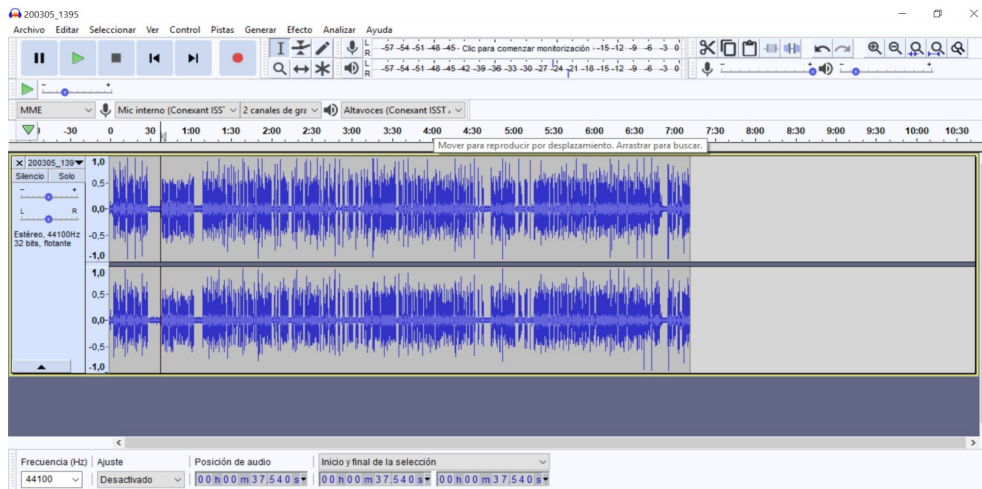 200305_1395
Archivo Editar Seleccionar Ver Control Pistas Generar Efecto Analizar Ayuda
L
R
-57 -54 -51 -48 -45 - Clic para comenzar monitorización -15 -12 -9 -6 -3 0
L
R
-57 -54 -51 -48 -45 -42 -39 -36 -33 -30 -27 -24 -21 -18 -15 -12 -9 -6 -3 0
- +
MME Mic interno (Conexant ISS 2 canales de gra Altavoces (Conexant ISST
-30 0 30 1:00 1:30 2:00 2:30 3:00 3:30 4:00 4:30 5:00 5:30 6:00 6:30 7:00 7:30 8:00 8:30 9:00 9:30 10:00 10:30
Mover para reproducir por desplazamiento. Arrastrar para buscar.
200305_139
Silencio Solo
- +
L R
Estéreo, 44100Hz
32 bits, flotante
1,0
0,5
0,0
-0,5
-1,0
1,0
0,5
0,0
-0,5
-1,0
Frecuencia (Hz) Ajuste Posición de audio Inicio y final de la selección
44100 Desactivado 00 h 00 m 37,540 s 00 h 00 m 37,540 s 00 h 00 m 37,540 s